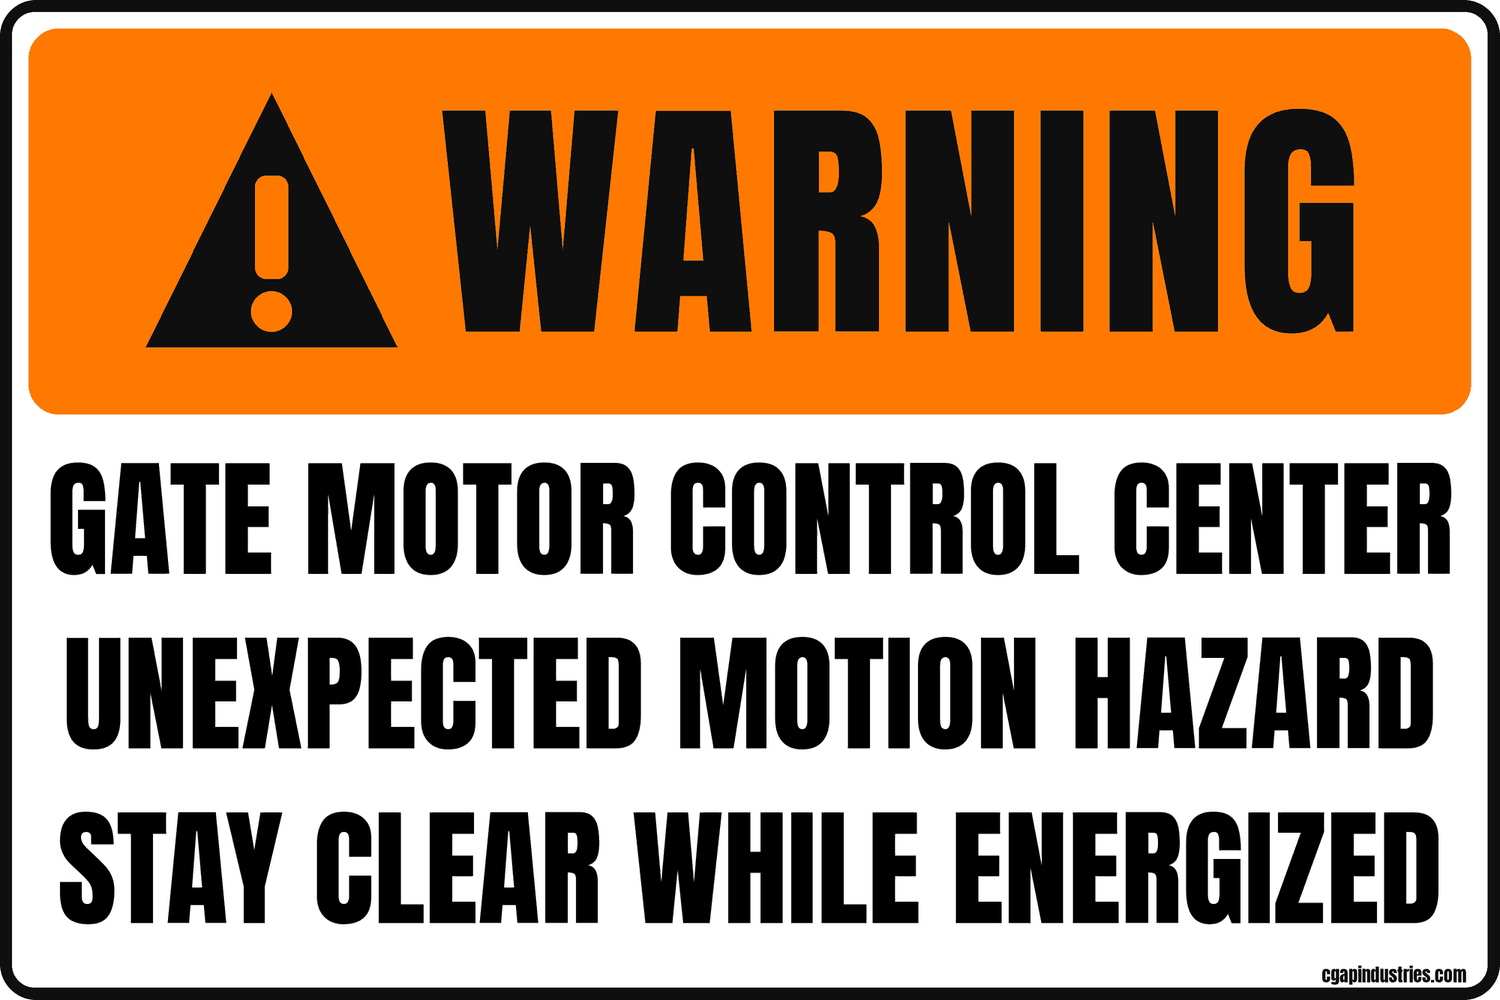 WARNING
GATE MOTOR CONTROL CENTER
UNEXPECTED MOTION HAZARD
STAY CLEAR WHILE ENERGIZED
cgapindustries.com